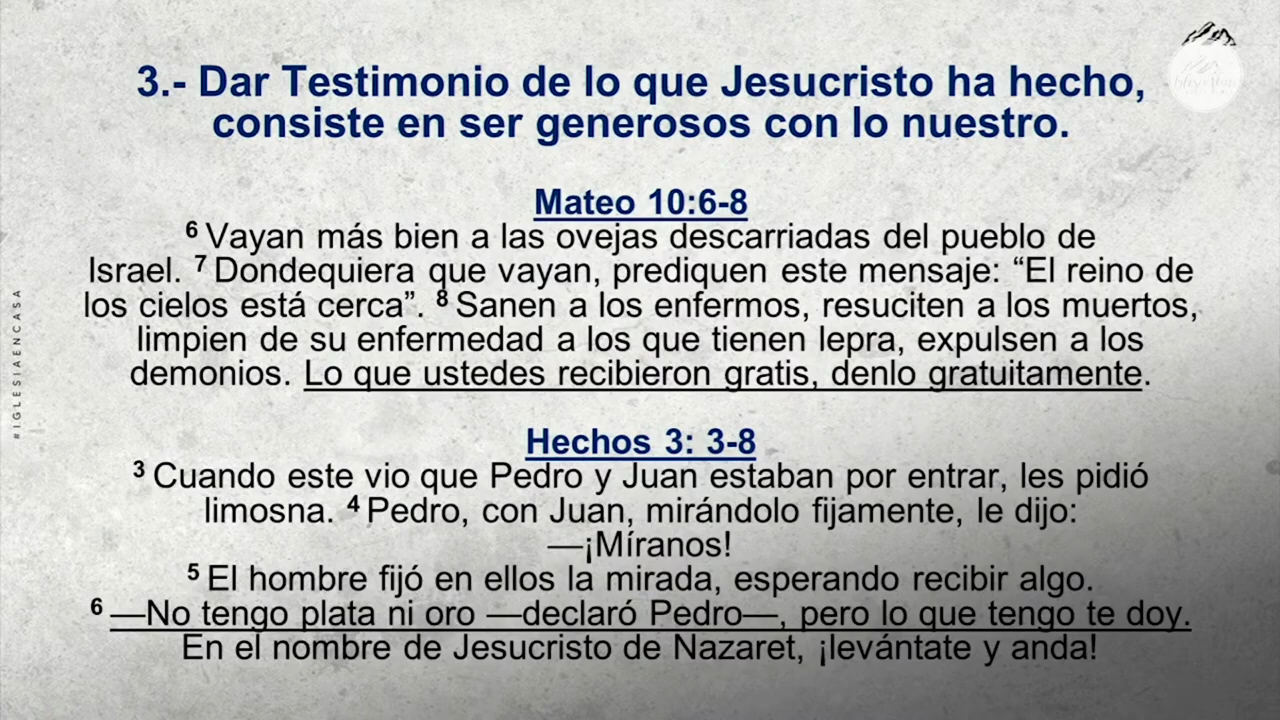 3.- Dar Testimonio de lo que Jesucristo ha hecho,
consiste en ser generosos con lo nuestro.
Mateo 10:6-8
6 Vayan más bien a las ovejas descarriadas del pueblo de
Israel. 7 Dondequiera que vayan, prediquen este mensaje: “El reino de
los cielos está cerca”. 8 Sanen a los enfermos, resuciten a los muertos,
limpien de su enfermedad a los que tienen lepra, expulsen a los
demonios. Lo que ustedes recibieron gratis, denlo gratuitamente.
Hechos 3: 3-8
3 Cuando este vio que Pedro y Juan estaban por entrar, les pidió
limosna. 4 Pedro, con Juan, mirándolo fijamente, le dijo:
—¡Míranos!
5 El hombre fijó en ellos la mirada, esperando recibir algo.
6 —No tengo plata ni oro —declaró Pedro—, pero lo que tengo te doy.
En el nombre de Jesucristo de Nazaret, ¡levántate y anda!
#IGLESIAENCASA